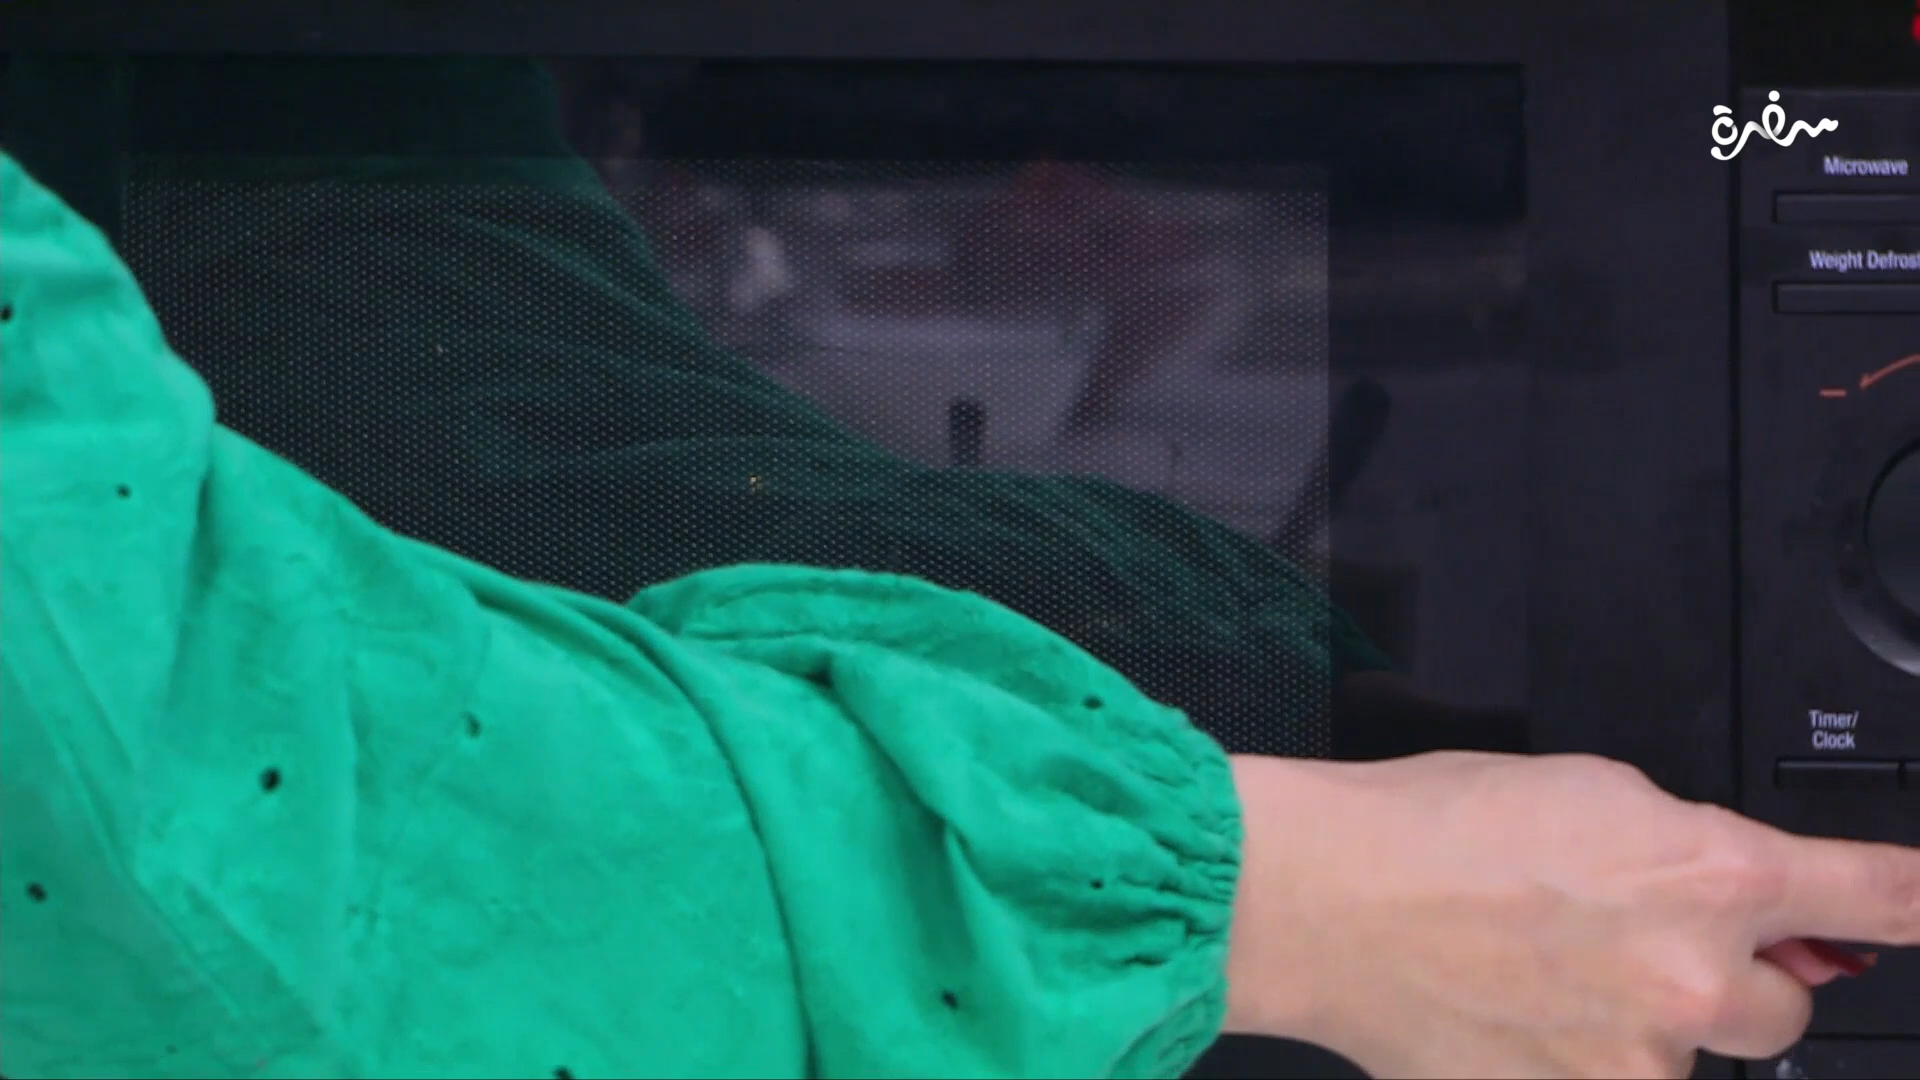 سفرة
Microwave
Weight Defrost
Timer/
Clock